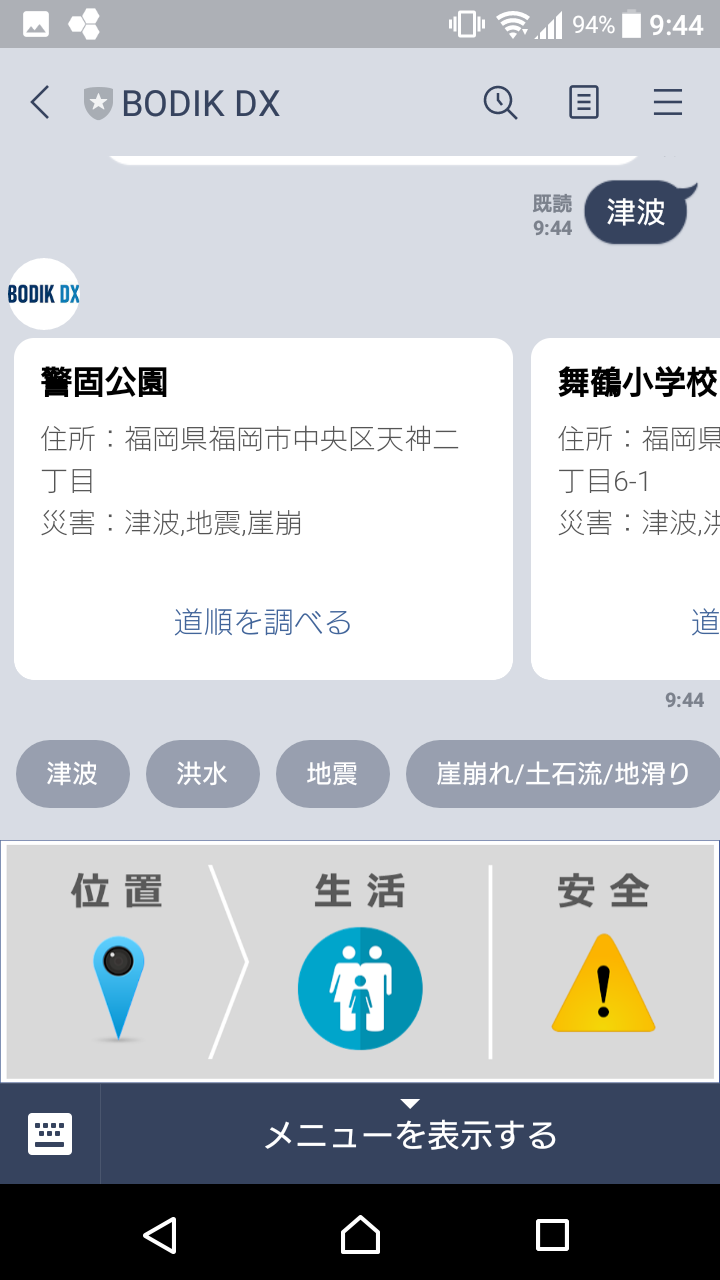 94% 9:44
BODIK DX
既読
9:44
津波
BODIK DX
警固公園
住所：福岡県福岡市中央区天神二
丁目
災害：津波,地震,崖崩
道順を調べる
舞鶴小学校
住所：福岡県
丁目6-1
災害：津波,洪
道
9:44
津波
洪水
地震
崖崩れ/土石流/地滑り
位置
生活
安全
メニューを表示する